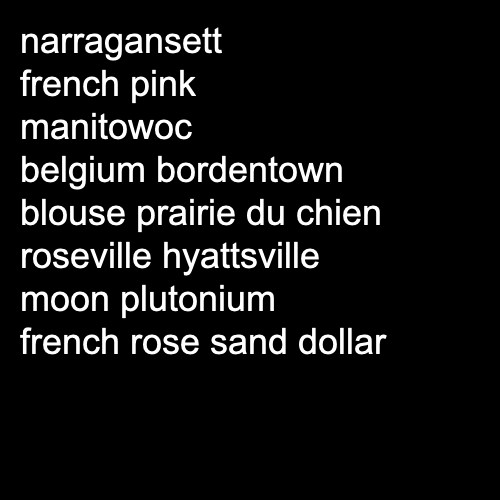 narragansett
french pink
manitowoc
belgium bordentown
blouse prairie du chien
roseville hyattsville
moon plutonium
french rose sand dollar